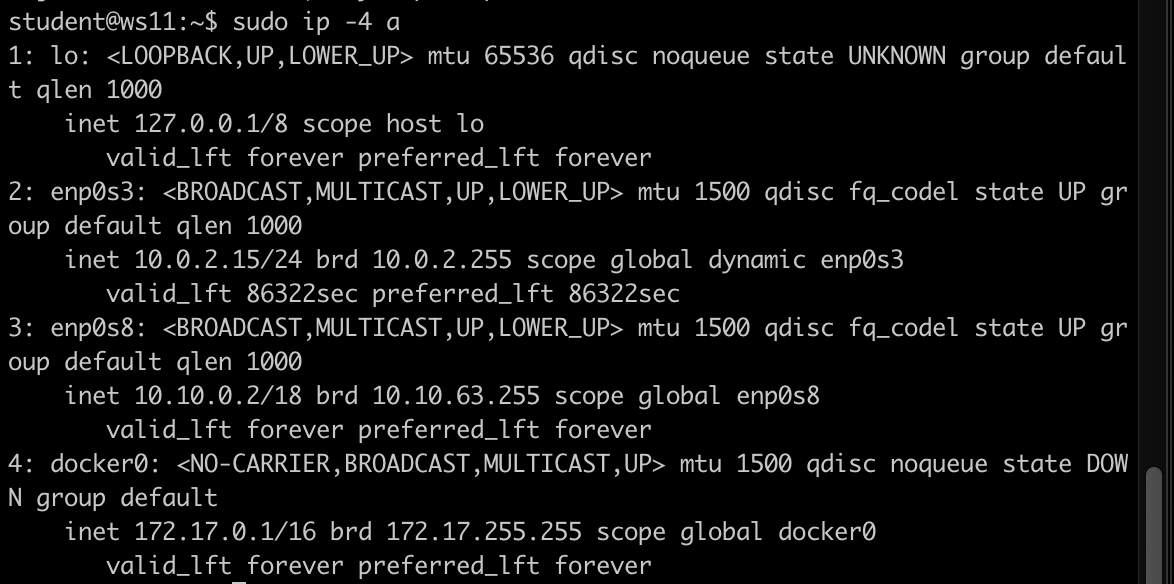 student@ws11:~$ sudo ip -4 a
1: lo: <LOOPBACK,UP,LOWER_UP> mtu 65536 qdisc noqueue state UNKNOWN group defaul
t qlen 1000
    inet 127.0.0.1/8 scope host lo
       valid_lft forever preferred_lft forever
2: enp0s3: <BROADCAST,MULTICAST,UP,LOWER_UP> mtu 1500 qdisc fq_codel state UP gr
oup default qlen 1000
    inet 10.0.2.15/24 brd 10.0.2.255 scope global dynamic enp0s3
       valid_lft 86322sec preferred_lft 86322sec
3: enp0s8: <BROADCAST,MULTICAST,UP,LOWER_UP> mtu 1500 qdisc fq_codel state UP gr
oup default qlen 1000
    inet 10.10.0.2/18 brd 10.10.63.255 scope global enp0s8
       valid_lft forever preferred_lft forever
4: docker0: <NO-CARRIER,BROADCAST,MULTICAST,UP> mtu 1500 qdisc noqueue state DOW
N group default
    inet 172.17.0.1/16 brd 172.17.255.255 scope global docker0
       valid_lft forever preferred_lft forever